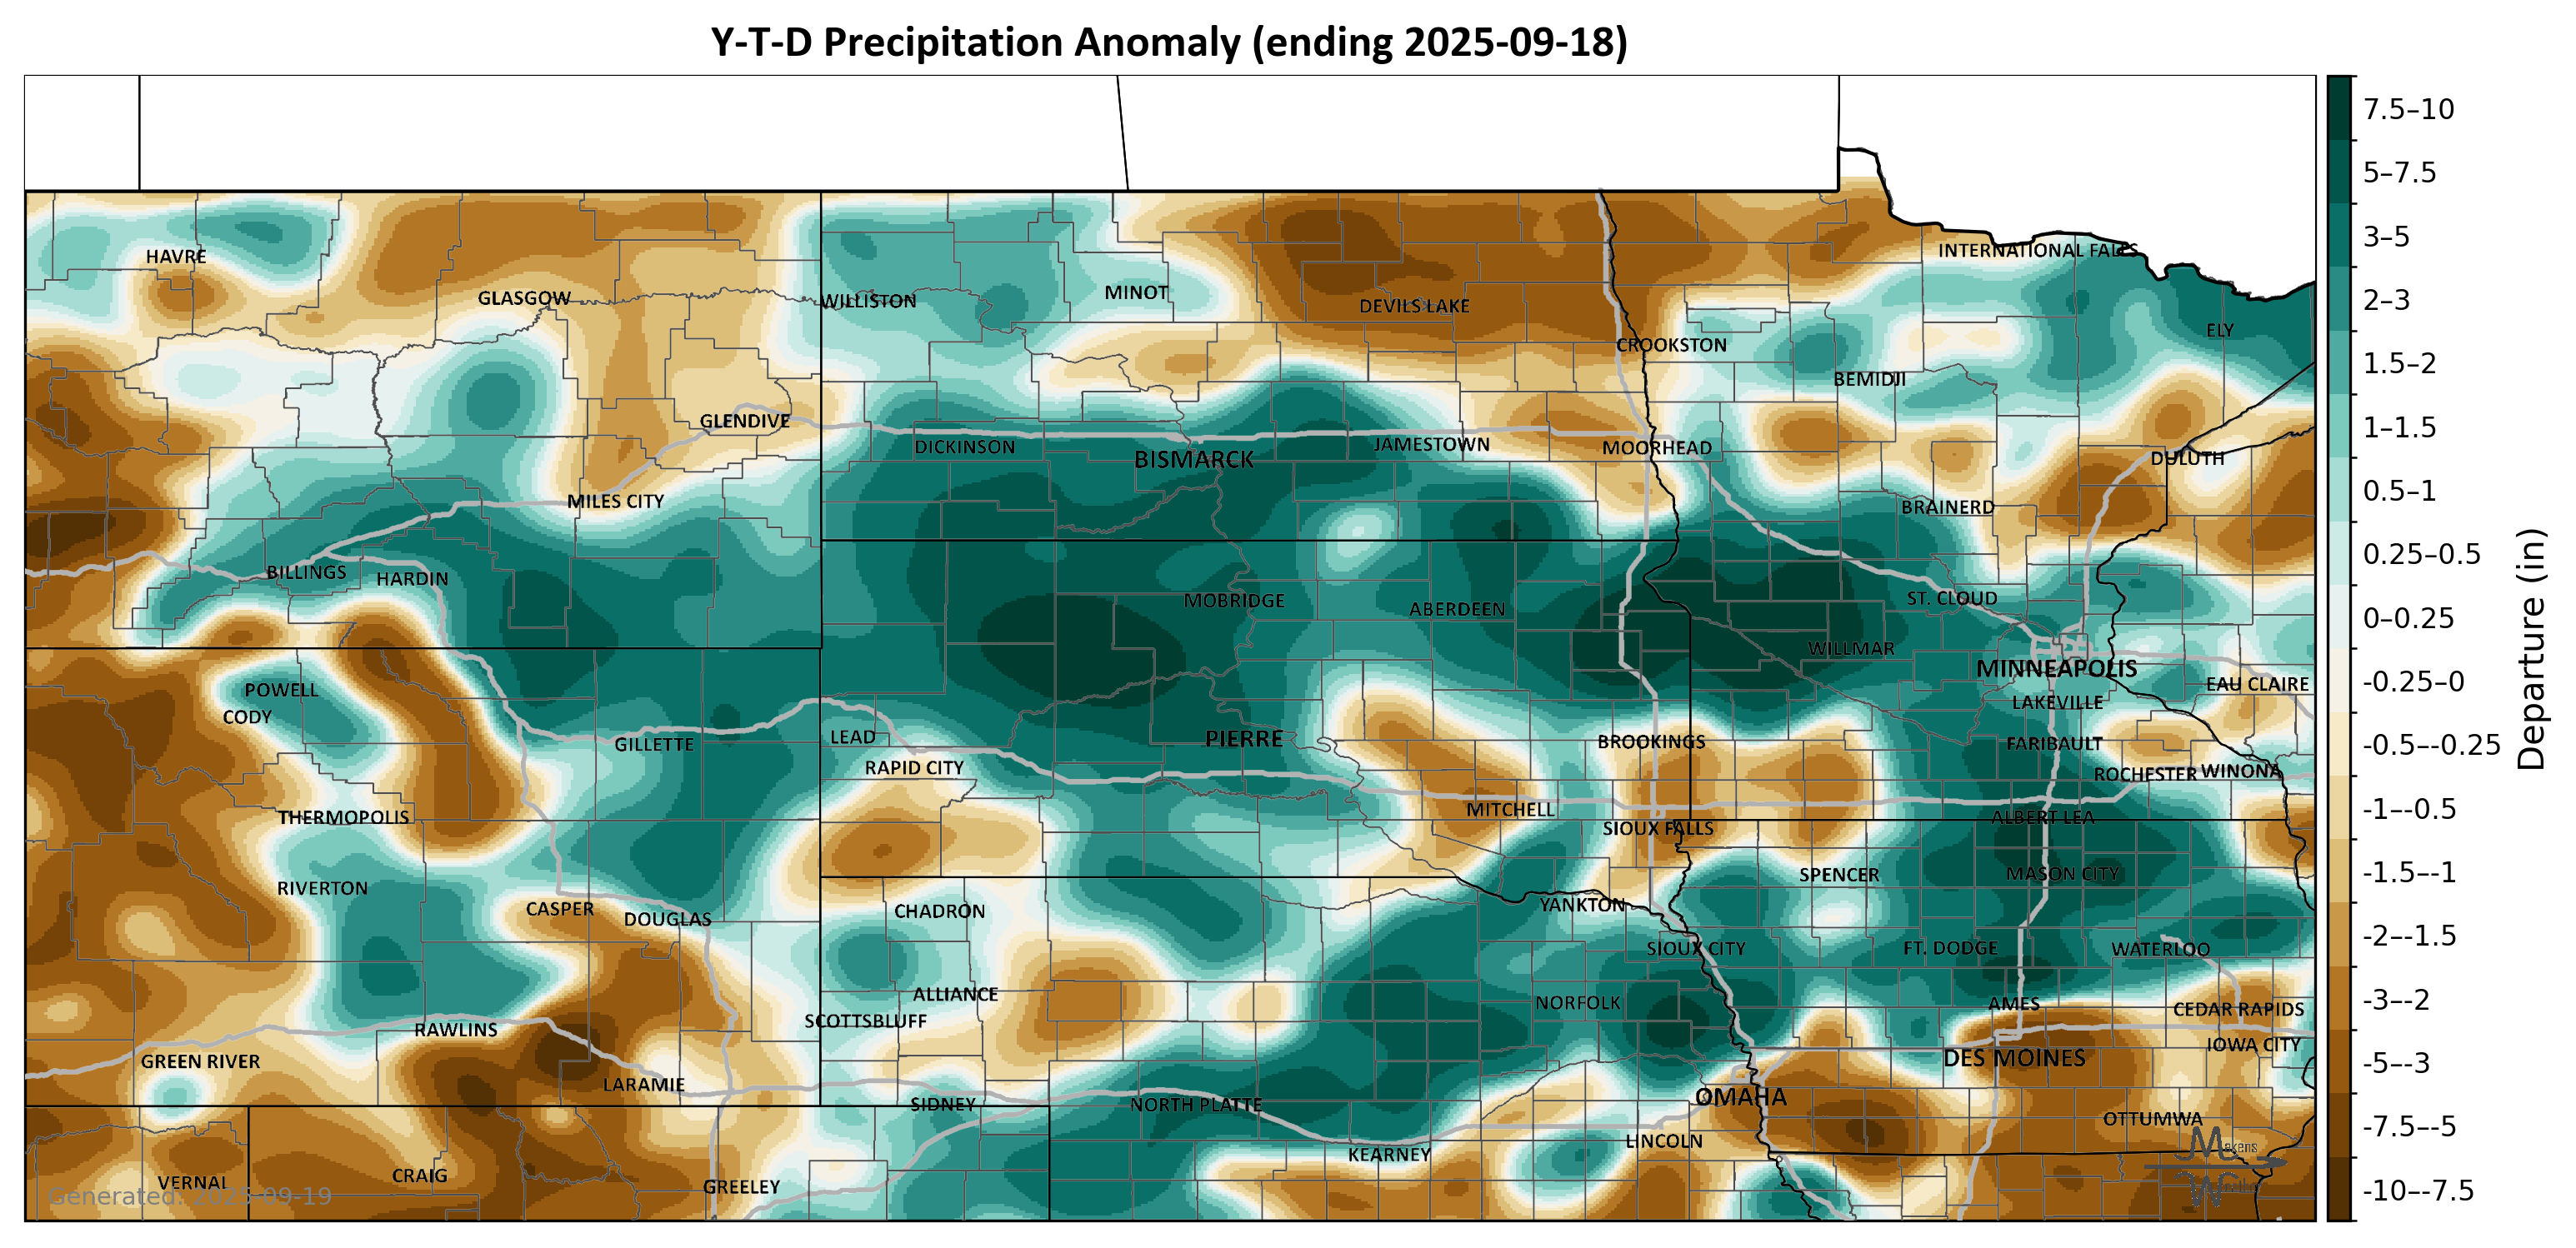 Y-T-D Precipitation Anomaly (ending 2025-09-18)
7.5–10
5–7.5
3–5
2–3
1.5–2
1–1.5
0.5–1
0.25–0.5
0–0.25
-0.25–0
-0.5–-0.25
-1–-0.5
-1.5–-1
-2–-1.5
-3–-2
-5–-3
-7.5–-5
-10–-7.5
Departure (in)
HAVRE
INTERNATIONAL FALLS
GLASGOW
WILLISTON
MINOT
DEVILS LAKE
ELY
CROOKSTON
BEMIDJI
GLENDIVE
DICKINSON
BISMARCK
JAMESTOWN
MOORHEAD
DULUTH
MILES CITY
BRAINERD
BILLINGS
HARDIN
MOBRIDGE
ABERDEEN
ST. CLOUD
WILLMAR
MINNEAPOLIS
EAU CLAIRE
POWELL
CODY
LAKEVILLE
GILLETTE
LEAD
PIERRE
BROOKINGS
FARIBAULT
RAPID CITY
ROCHESTER
WINONA
THERMOPOLIS
MITCHELL
ALBERT LEA
SIOUX FALLS
RIVERTON
SPENCER
MASON CITY
CASPER
DOUGLAS
CHADRON
YANKTON
SIOUX CITY
FT. DODGE
WATERLOO
ALLIANCE
NORFOLK
AMES
CEDAR RAPIDS
SCOTTSBLUFF
RAWLINS
IOWA CITY
GREEN RIVER
DES MOINES
LARAMIE
OMAHA
SIDNEY
NORTH PLATTE
OTTUMWA
LINCOLN
KEARNEY
Makens
Weather
VERNAL
CRAIG
GREELEY
Generated: 2025-09-19